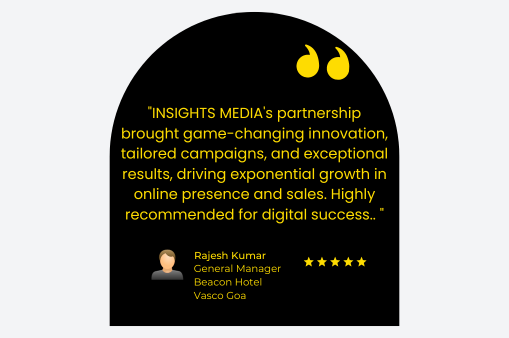 "INSIGHTS MEDIA's partnership
brought game-changing innovation,
tailored campaigns, and exceptional
results, driving exponential growth in
online presence and sales. Highly
recommended for digital success.. "
Rajesh Kumar
General Manager
Beacon Hotel
Vasco Goa